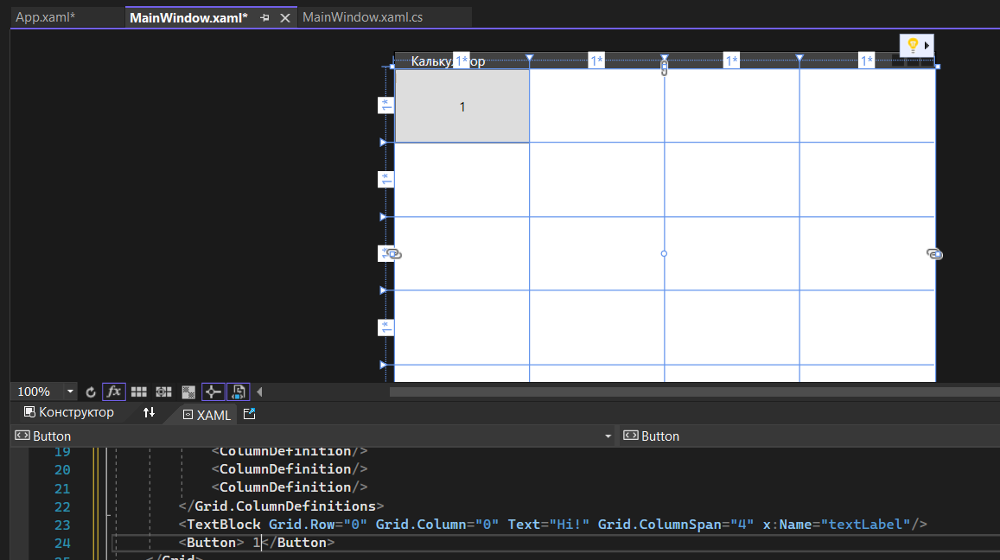 App.xaml* MainWindow.xaml* MainWindow.xaml.cs
1* 1* 1* 1*
1*
1
1*
1*
100% fx
Конструктор XAML
Button Button
19 <ColumnDefinition/>
20 <ColumnDefinition/>
21 <ColumnDefinition/>
22 </Grid.ColumnDefinitions>
23 <TextBlock Grid.Row="0" Grid.Column="0" Text="Hi!" Grid.ColumnSpan="4" x:Name="textLabel"/>
24 <Button> 1</Button>
25 </Grid>